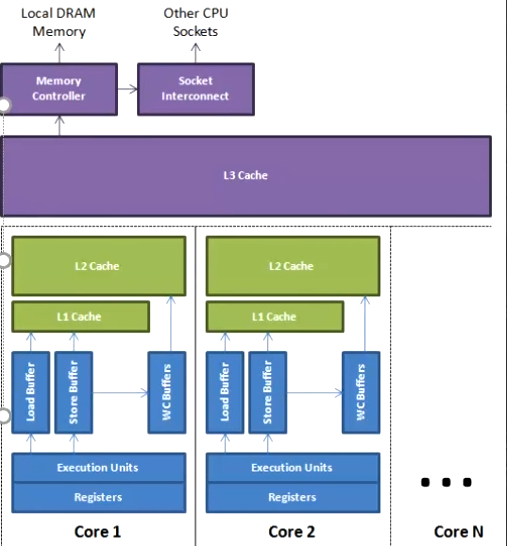 Local DRAM
Memory
Other CPU
Sockets
Memory
Controller
Socket
Interconnect
L3 Cache
L2 Cache
L1 Cache
Load Buffer
Store Buffer
WC Buffers
Execution Units
Registers
Core 1
L2 Cache
L1 Cache
Load Buffer
Store Buffer
WC Buffers
Execution Units
Registers
Core 2
...
Core N